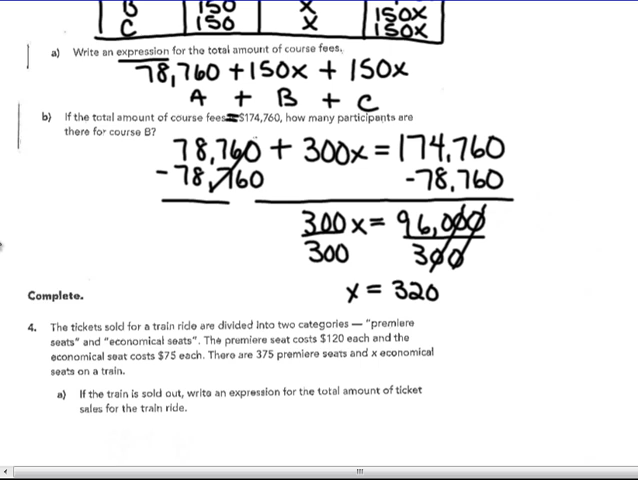 B 150 x 150x
C 150 x 150x
a) Write an expression for the total amount of course fees.
78,760 + 150x + 150x
A + B + C
b) If the total amount of course fees = $174,760, how many participants are
there for course B?
78,760 + 300x = 174,760
- 78,760 -78,760
300x = 96,000
300 300
x = 320
Complete.
4. The tickets sold for a train ride are divided into two categories — "premiere
seats" and "economical seats". The premiere seat costs $120 each and the
economical seat costs $75 each. There are 375 premiere seats and x economical
seats on a train.
a) If the train is sold out, write an expression for the total amount of ticket
sales for the train ride.